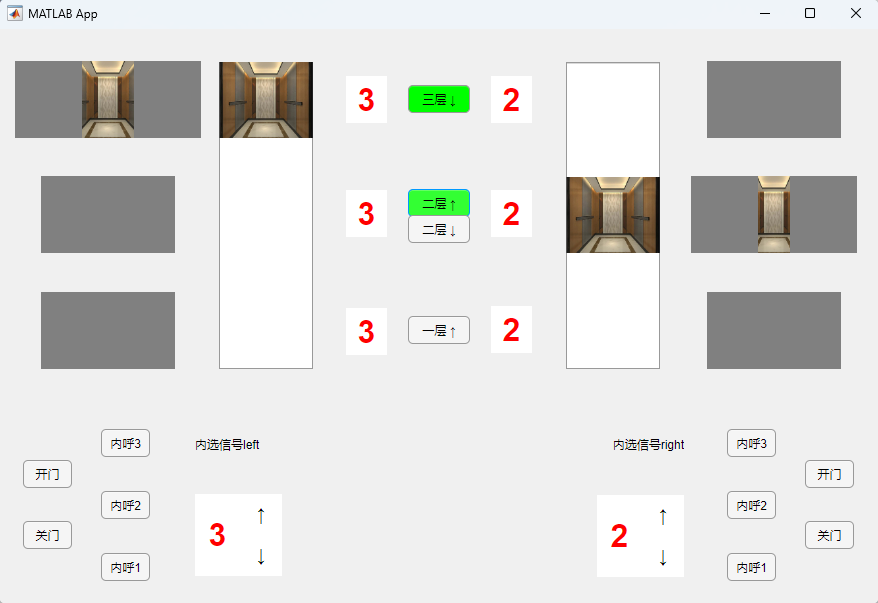 MATLAB App
3 三层↓ 2
3 二层↑ 2
二层↓
3 一层↑ 2
内呼3 内选信号left 内选信号right 内呼3
开门 开门
内呼2 内呼2
3 ↑ ↓ 2 ↑ ↓
关门 关门
内呼1 内呼1